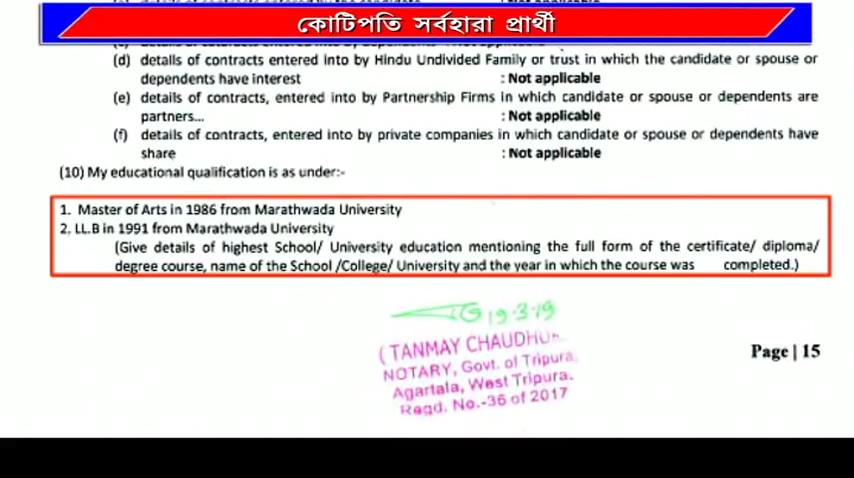 কোটিপতি সর্বহারা প্রার্থী
: Not applicable
(d) details of contracts entered into by Hindu Undivided Family or trust in which the candidate or spouse or
dependents have interest : Not applicable
(e) details of contracts, entered into by Partnership Firms in which candidate or spouse or dependents are
partners... : Not applicable
(f) details of contracts, entered into by private companies in which candidate or spouse or dependents have
share : Not applicable
(10) My educational qualification is as under:-
1. Master of Arts in 1986 from Marathwada University
2. LL.B in 1991 from Marathwada University
(Give details of highest School/ University education mentioning the full form of the certificate/ diploma/
degree course, name of the School /College/ University and the year in which the course was completed.)
19.3.19
(TANMAY CHAUDHU
NOTARY, Govt. of Tripura,
Agartala, West Tripura.
Regd. No.-36 of 2017
Page | 15